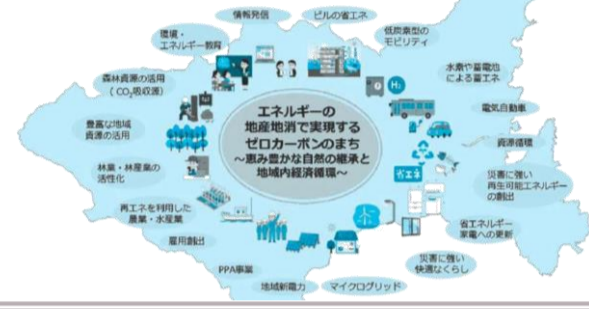 情報発信
ビルの省エネ
環境・
エネルギー教育
低炭素型の
モビリティ
森林資源の活用
（CO₂吸収源）
水素や蓄電池
による蓄エネ
H₂
電気自動車
豊富な地域
資源の活用
エネルギーの
地産地消で実現する
ゼロカーボンのまち
～恵み豊かな自然の継承と
地域内経済循環～
資源循環
林業・林産業の
活性化
省エネ
災害に強い
再生可能エネルギー
の創出
再エネを利用した
農業・水産業
省エネルギー
家電への更新
雇用創出
災害に強い
快適なくらし
PPA事業
地域新電力
マイクログリッド